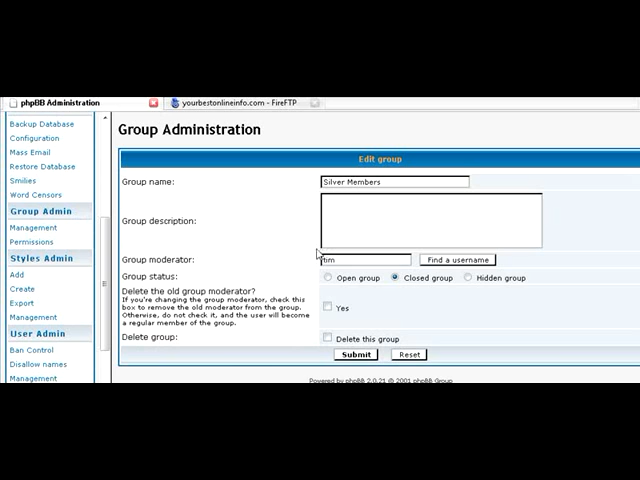 phpBB Administration
yourbestonlineinfo.com - FireFTP
Backup Database
Configuration
Mass Email
Restore Database
Smilies
Word Censors
Group Admin
Management
Permissions
Styles Admin
Add
Create
Export
Management
User Admin
Ban Control
Disallow names
Management
Group Administration
Edit group
Group name: Silver Members
Group description:
Group moderator: tim Find a username
Group status: Open group Closed group Hidden group
Delete the old group moderator?
If you're changing the group moderator, check this
box to remove the old moderator from the group.
Otherwise, do not check it, and the user will become
a regular member of the group.
Yes
Delete group: Delete this group
Submit Reset
Powered by phpBB 2.0.21 © 2001 phpBB Group